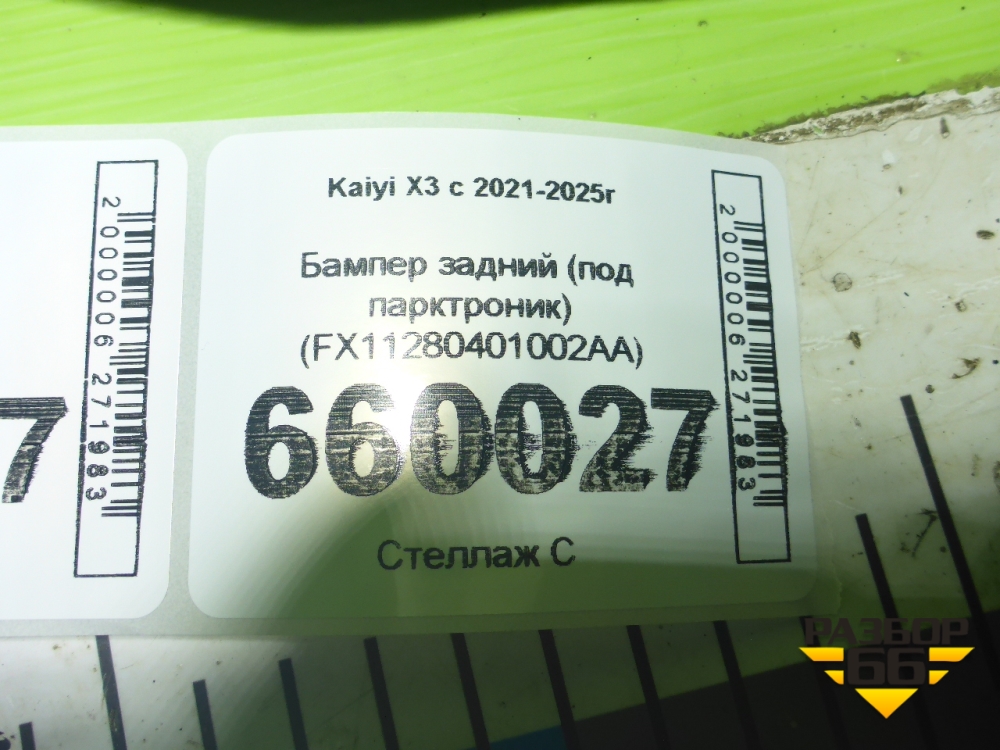 Kaiyi X3 с 2021-2025г
Бампер задний (под
парктроник)
(FX11280401002AA)
660027
Стеллаж С
2000006271983
7
2000006271983
РАЗБОР
66